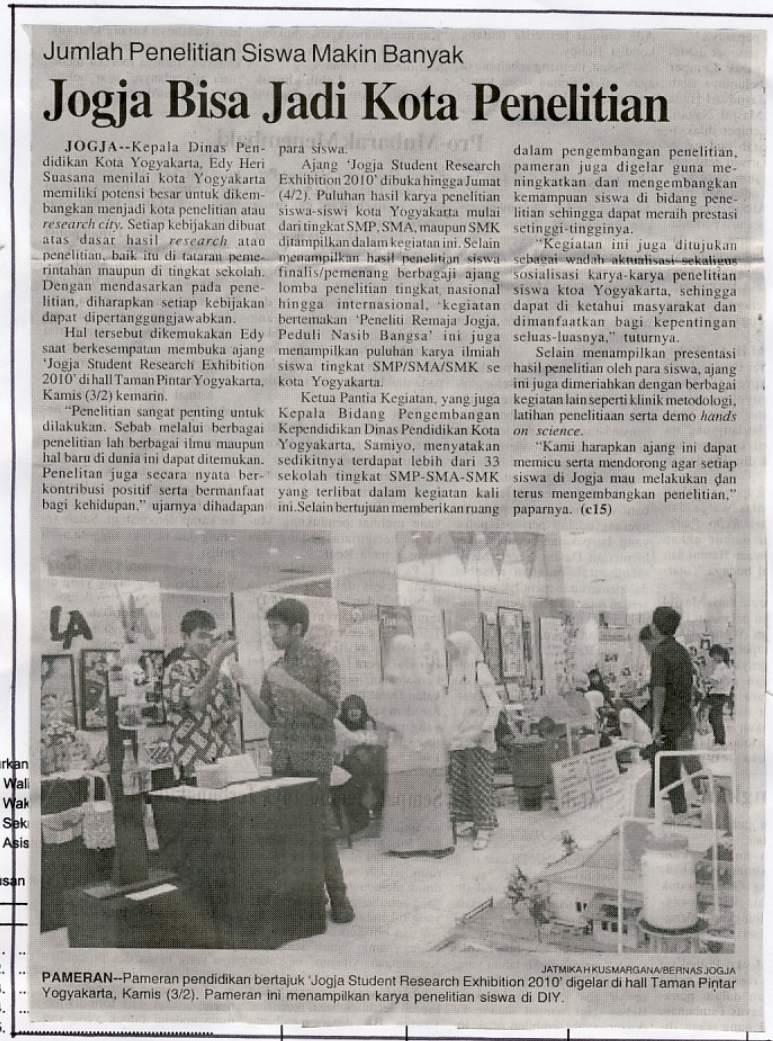 Jumlah Penelitian Siswa Makin Banyak
Jogja Bisa Jadi Kota Penelitian
JOGJA--Kepala Dinas Pen-
didikan Kota Yogyakarta, Edy Heri
Suasana menilai kota Yogyakarta
memiliki potensi besar untuk dikem-
bangkan menjadi kota penelitian atau
research city. Setiap kebijakan dibuat
atas dasar hasil research atau
penelitian, baik itu di tataran peme-
rintahan maupun di tingkat sekolah.
Dengan mendasarkan pada pene-
litian, diharapkan setiap kebijakan
dapat dipertanggungjawabkan.
Hal tersebut dikemukakan Edy
saat berkesempatan membuka ajang
'Jogja Student Research Exhibition
2010' di hall Taman Pintar Yogyakarta,
Kamis (3/2) kemarin.
"Penelitian sangat penting untuk
dilakukan. Sebab melalui berbagai
penelitian lah berbagai ilmu maupun
hal baru di dunia ini dapat ditemukan.
Penelitan juga secara nyata ber-
kontribusi positif serta bermanfaat
bagi kehidupan," ujarnya dihadapan
para siswa.
Ajang 'Jogja Student Research
Exhibition 2010' dibuka hingga Jumat
(4/2). Puluhan hasil karya penelitian
siswa-siswi kota Yogyakarta mulai
dari tingkat SMP, SMA, maupun SMK
ditampilkan dalam kegiatan ini. Selain
menampilkan hasil penelitian siswa
finalis/pemenang berbagaji ajang
lomba penelitian tingkat nasional
hingga internasional, kegiatan
bertemakan 'Peneliti Remaja Jogja,
Peduli Nasib Bangsa' ini juga
menampilkan puluhan karya ilmiah
siswa tingkat SMP/SMA/SMK se
kota Yogyakarta.
Ketua Pantia Kegiatan, yang juga
Kepala Bidang Pengembangan
Kependidikan Dinas Pendidikan Kota
Yogyakarta, Samiyo, menyatakan
sedikitnya terdapat lebih dari 33
sekolah tingkat SMP-SMA-SMK
yang terlibat dalam kegiatan kali
ini.Selain bertujuan memberikan ruang
dalam pengembangan penelitian,
pameran juga digelar guna me-
ningkatkan dan mengembangkan
kemampuan siswa di bidang pene-
litian sehingga dapat meraih prestasi
setinggi-tingginya.
"Kegiatan ini juga ditujukan
sebagai wadah aktualisasi sekaligus
sosialisasi karya-karya penelitian
siswa ktoa Yogyakarta, sehingga
dapat di ketahui masyarakat dan
dimanfaatkan bagi kepentingan
seluas-luasnya," tuturnya.
Selain menampilkan presentasi
hasil penelitian oleh para siswa, ajang
ini juga dimeriahkan dengan berbagai
kegiatan lain seperti klinik metodologi,
latihan penelitiaan serta demo hands
on science.
"Kami harapkan ajang ini dapat
memicu serta mendorong agar setiap
siswa di Jogja mau melakukan dan
terus mengembangkan penelitian,"
paparnya. (c15)
LA
JATMIKA H KUSMARGANA/BERNAS JOGJA
PAMERAN--Pameran pendidikan bertajuk 'Jogja Student Research Exhibition 2010' digelar di hall Taman Pintar
Yogyakarta, Kamis (3/2). Pameran ini menampilkan karya penelitian siswa di DIY.